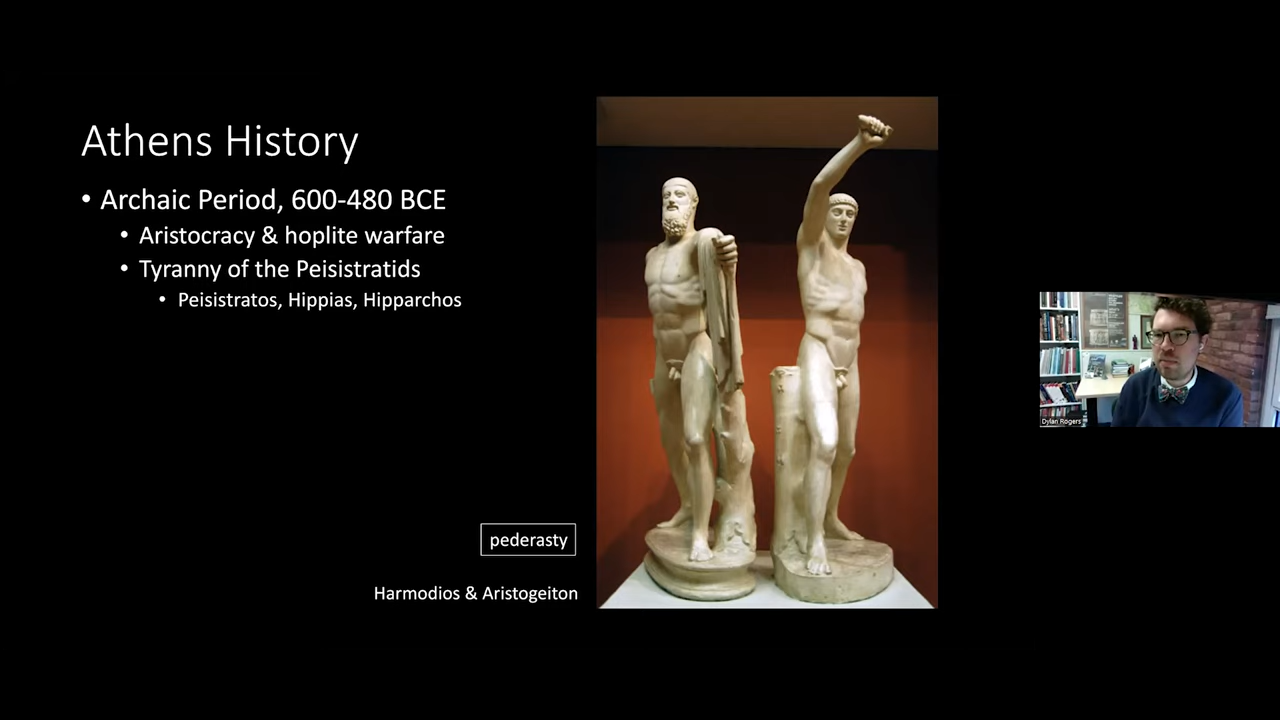 Athens History
• Archaic Period, 600-480 BCE
• Aristocracy & hoplite warfare
• Tyranny of the Peisistratids
• Peisistratos, Hippias, Hipparchos
pederasty
Harmodios & Aristogeiton
Dylan Rogers